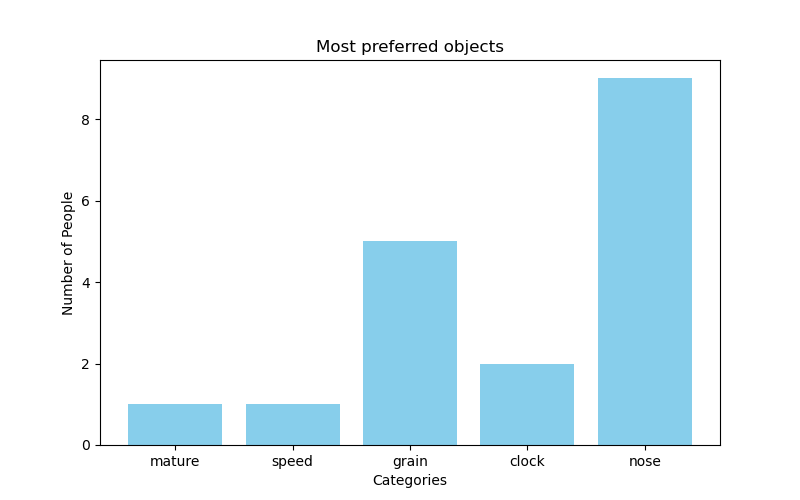 Most preferred objects
Number of People
8
6
4
2
0
mature speed grain clock nose
Categories